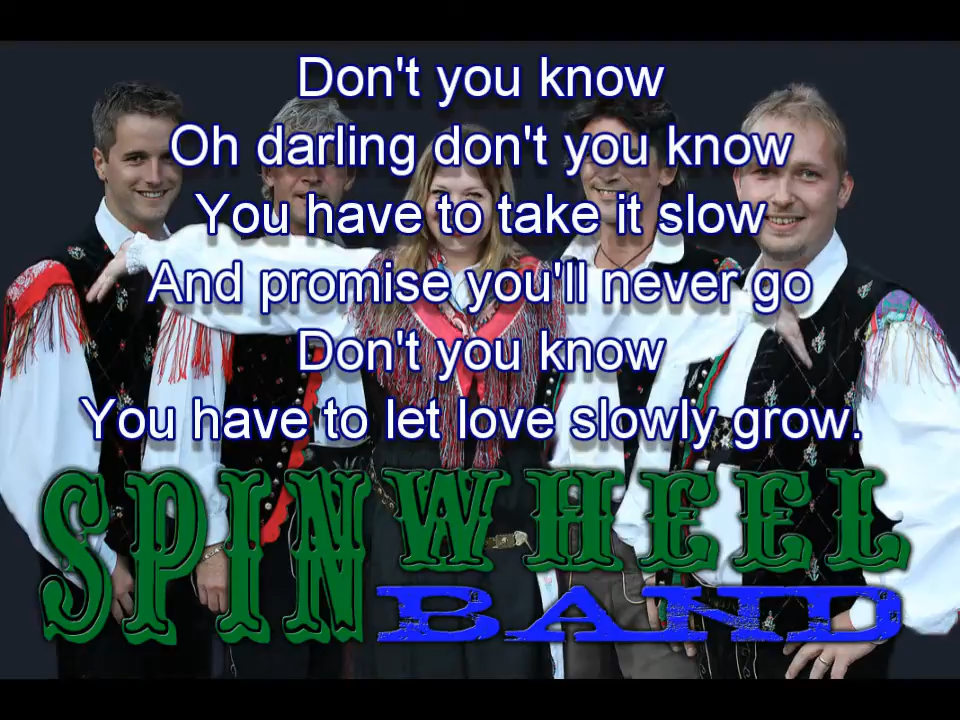 Don't you know
Oh darling don't you know
You have to take it slow
And promise you'll never go
Don't you know
You have to let love slowly grow.
SPINWHEEL
BAND